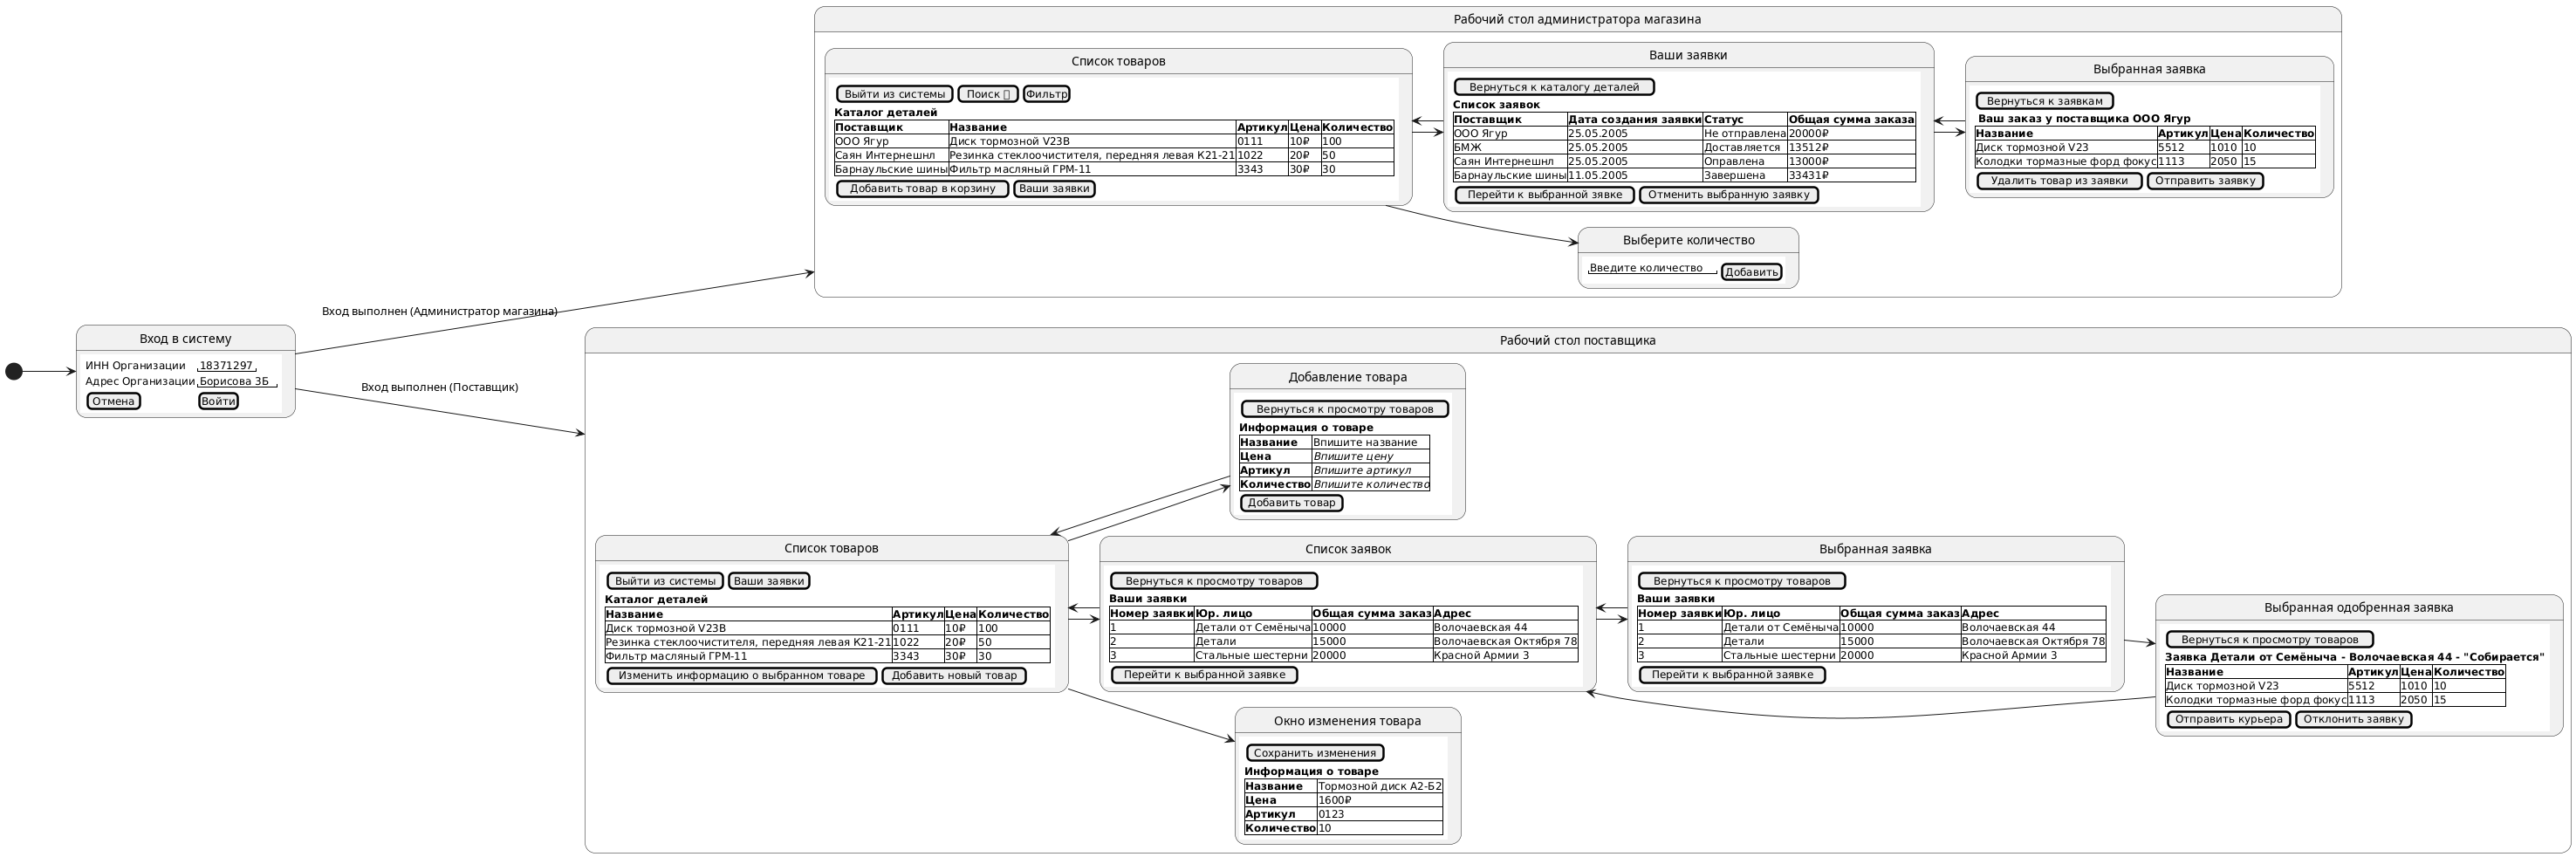 Рабочий стол администратора магазина
Список товаров
Выйти из системы Поиск Фильтр
Каталог деталей
Поставщик Название Артикул Цена Количество
ООО Ягур Диск тормозной V23B 0111 10₽ 100
Саян Интернешнл Резинка стеклоочистителя, передняя левая К21-21 1022 20₽ 50
Барнаульские шины Фильтр масляный ГРМ-11 3343 30₽ 30
Добавить товар в корзину Ваши заявки
Ваши заявки
Вернуться к каталогу деталей
Список заявок
Поставщик Дата создания заявки Статус Общая сумма заказа
ООО Ягур 25.05.2005 Не отправлена 20000₽
БМЖ 25.05.2005 Доставляется 13512₽
Саян Интернешнл 25.05.2005 Оправлена 13000₽
Барнаульские шины 11.05.2005 Завершена 33431₽
Перейти к выбранной зявке Отменить выбранную заявку
Выбранная заявка
Вернуться к заявкам
Ваш заказ у поставщика ООО Ягур
Название Артикул Цена Количество
Диск тормозной V23 5512 1010 10
Колодки тормазные форд фокус 1113 2050 15
Удалить товар из заявки Отправить заявку
Выберите количество
Введите количество Добавить
Вход выполнен (Администратор магазина)
Вход в систему
ИНН Организации 18371297
Адрес Организации Борисова 3Б
Отмена Войти
Вход выполнен (Поставщик)
Рабочий стол поставщика
Добавление товара
Вернуться к просмотру товаров
Информация о товаре
Название Впишите название
Цена Впишите цену
Артикул Впишите артикул
Количество Впишите количество
Добавить товар
Список товаров
Выйти из системы Ваши заявки
Каталог деталей
Название Артикул Цена Количество
Диск тормозной V23B 0111 10₽ 100
Резинка стеклоочистителя, передняя левая К21-21 1022 20₽ 50
Фильтр масляный ГРМ-11 3343 30₽ 30
Изменить информацию о выбранном товаре Добавить новый товар
Список заявок
Вернуться к просмотру товаров
Ваши заявки
Номер заявки Юр. лицо Общая сумма заказ Адрес
1 Детали от Семёныча 10000 Волочаевская 44
2 Детали 15000 Волочаевская Октября 78
3 Стальные шестерни 20000 Красной Армии 3
Перейти к выбранной заявке
Выбранная заявка
Вернуться к просмотру товаров
Ваши заявки
Номер заявки Юр. лицо Общая сумма заказ Адрес
1 Детали от Семёныча 10000 Волочаевская 44
2 Детали 15000 Волочаевская Октября 78
3 Стальные шестерни 20000 Красной Армии 3
Перейти к выбранной заявке
Выбранная одобренная заявка
Вернуться к просмотру товаров
Заявка Детали от Семёныча - Волочаевская 44 - "Собирается"
Название Артикул Цена Количество
Диск тормозной V23 5512 1010 10
Колодки тормазные форд фокус 1113 2050 15
Отправить курьера Отклонить заявку
Окно изменения товара
Сохранить изменения
Информация о товаре
Название Тормозной диск А2-Б2
Цена 1600₽
Артикул 0123
Количество 10